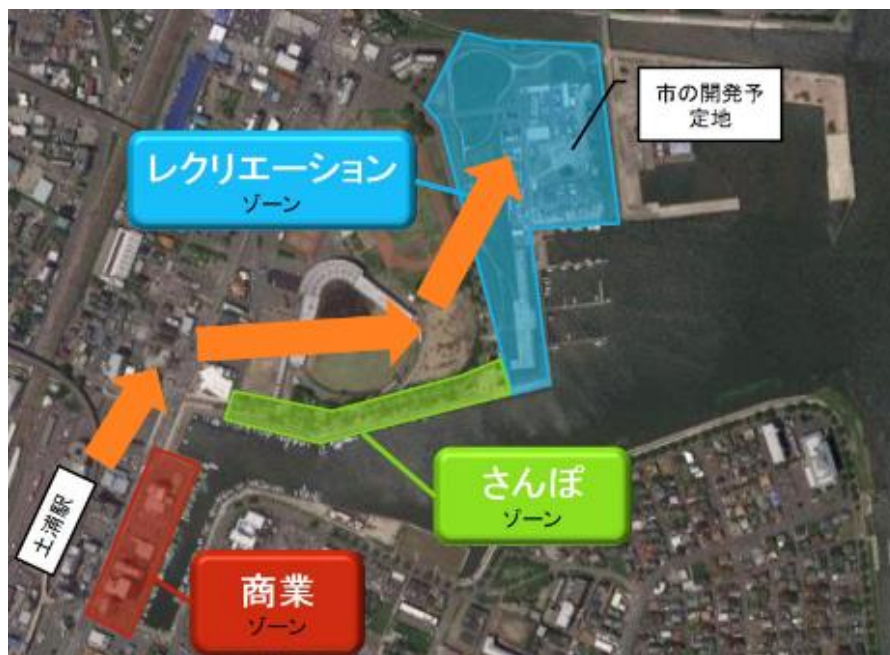 市の開発予
定地
レクリエーション
ゾーン
さんぽ
ゾーン
土浦駅
商業
ゾーン